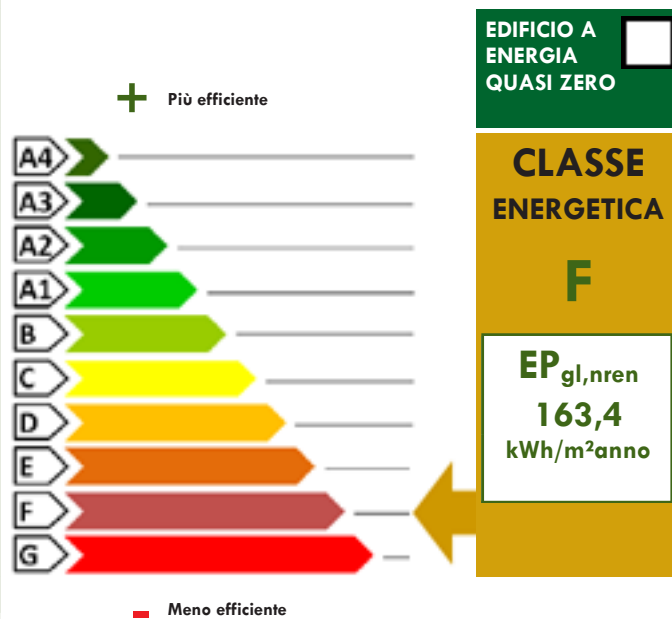 EDIFICIO A
ENERGIA
QUASI ZERO
+ Più efficiente
A4
A3
A2
A1
B
C
D
E
F
G
- Meno efficiente
CLASSE
ENERGETICA
F
EPgl,nren
163,4
kWh/m²anno